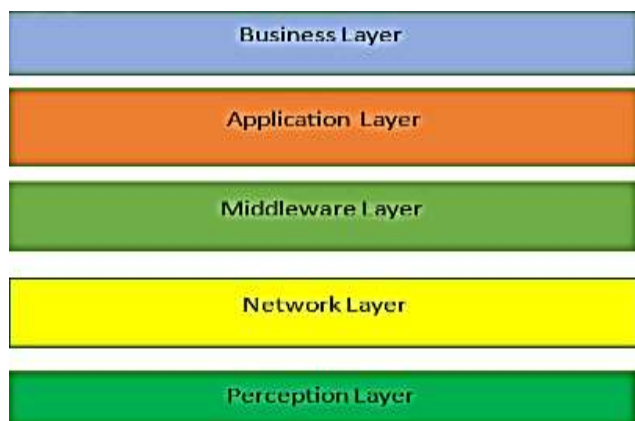 Business Layer
Application Layer
Middleware Layer
Network Layer
Perception Layer